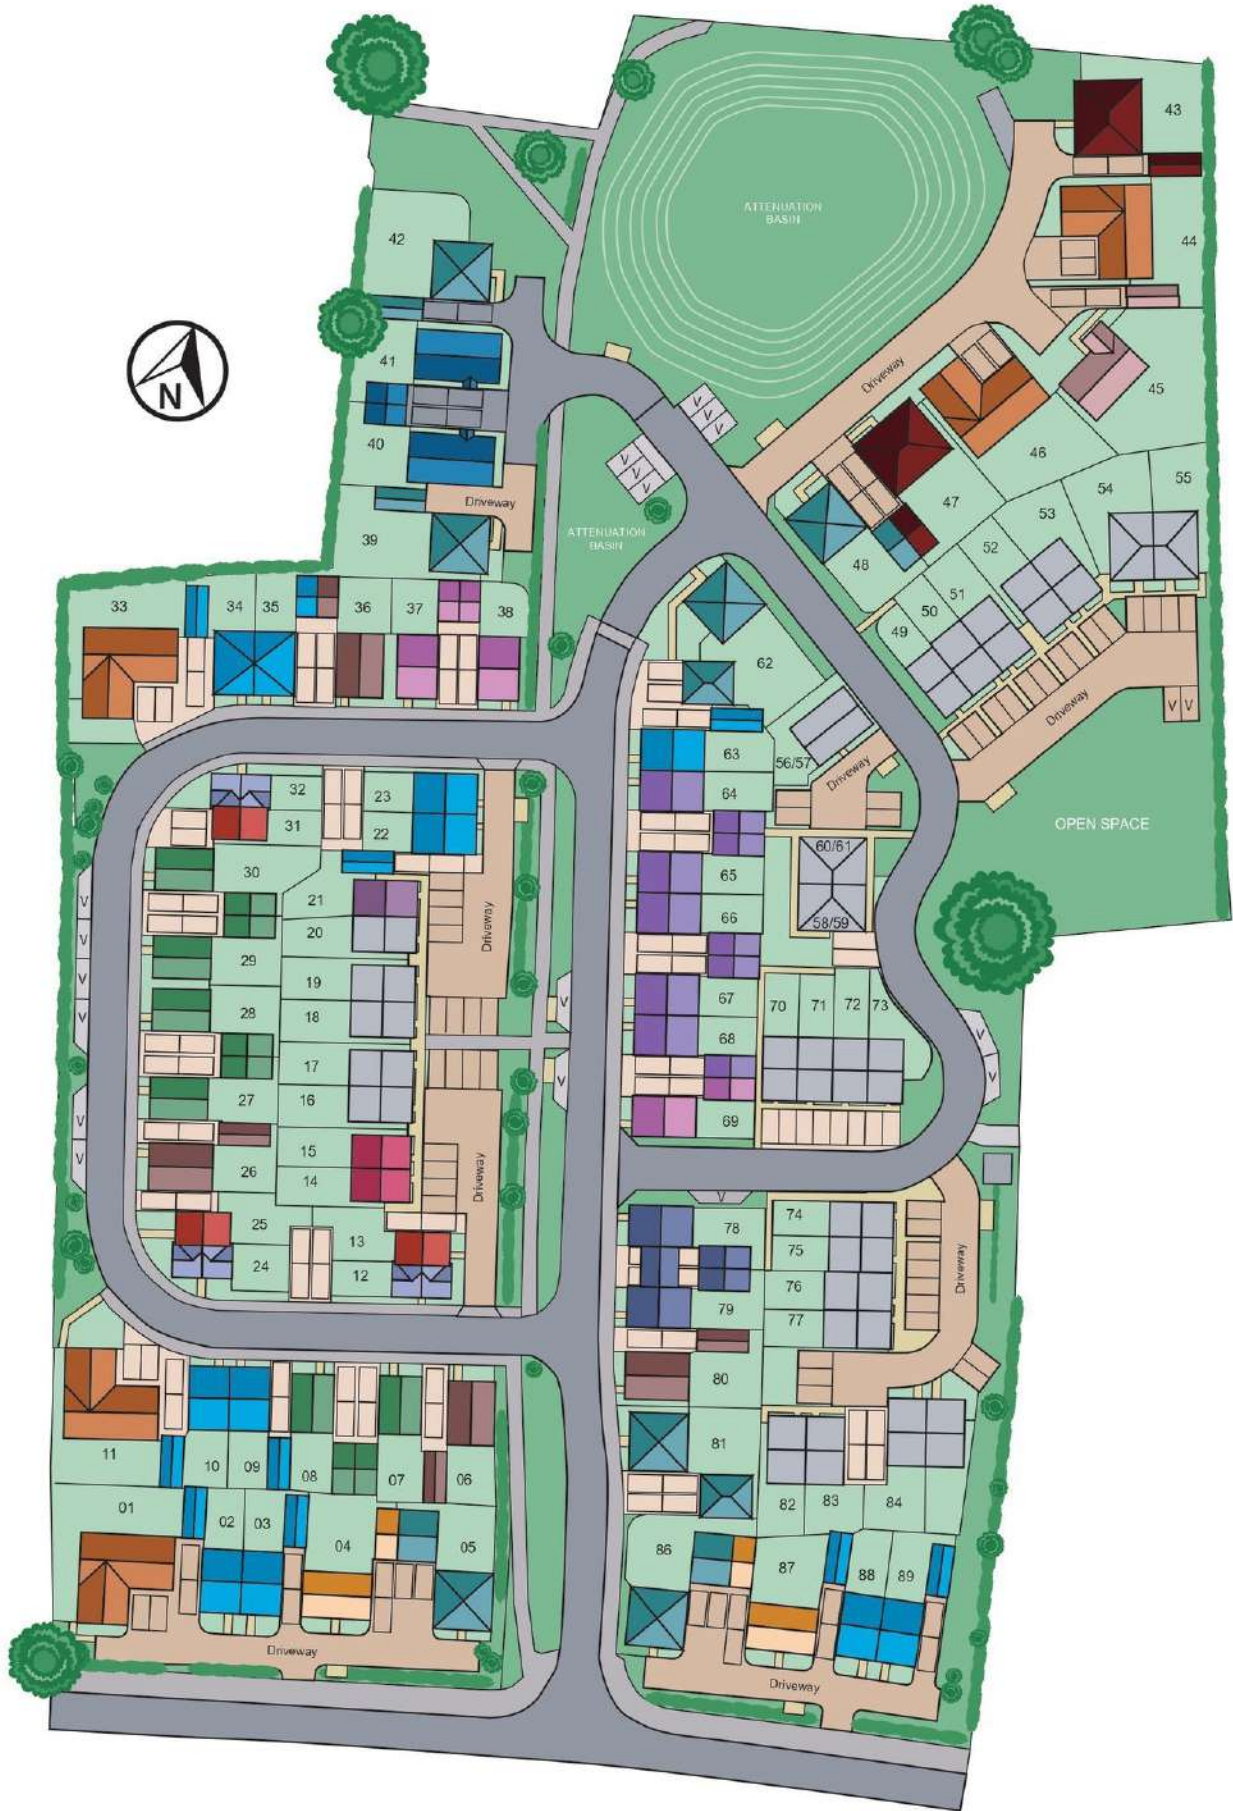 43
ATTENUATION
BASIN
42
44
N
41
Driveway
45
40
46
Driveway
47
54
55
53
ATTENUATION
BASIN
39
52
48
51
33
34
35
36
37
38
50
49
62
Driveway
V V
63
56/57
Driveway
32
23
64
31
22
OPEN SPACE
60/61
30
65
21
V
66
58/59
20
Driveway
V
29
19
67
70
71
72
73
V
28
18
V
V
68
V
17
V
V
27
16
69
V
15
V
26
14
Driveway
V
74
25
13
78
75
24
12
76
Driveway
79
77
80
11
10
09
08
07
06
81
82
83
84
01
02
03
04
05
86
87
88
89
Driveway
Driveway
V
V
V
V
V
V